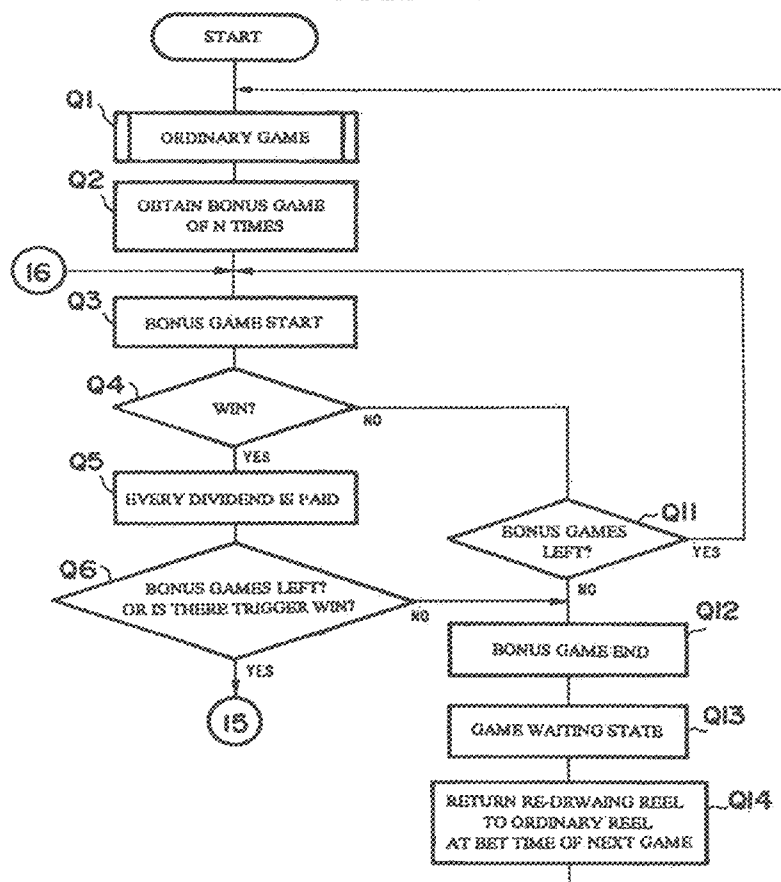 START
Q1
ORDINARY GAME
Q2
OBTAIN BONUS GAME
OF N TIMES
16
Q3
BONUS GAME START
Q4
WIN?
NO
YES
Q5
EVERY DIVIDEND IS PAID
Q11
BONUS GAMES
LEFT?
YES
NO
Q6
BONUS GAMES LEFT?
OR IS THERE TRIGGER WIN?
NO
YES
15
Q12
BONUS GAME END
Q13
GAME WAITING STATE
Q14
RETURN RE-DEWAING REEL
TO ORDINARY REEL
AT BET TIME OF NEXT GAME